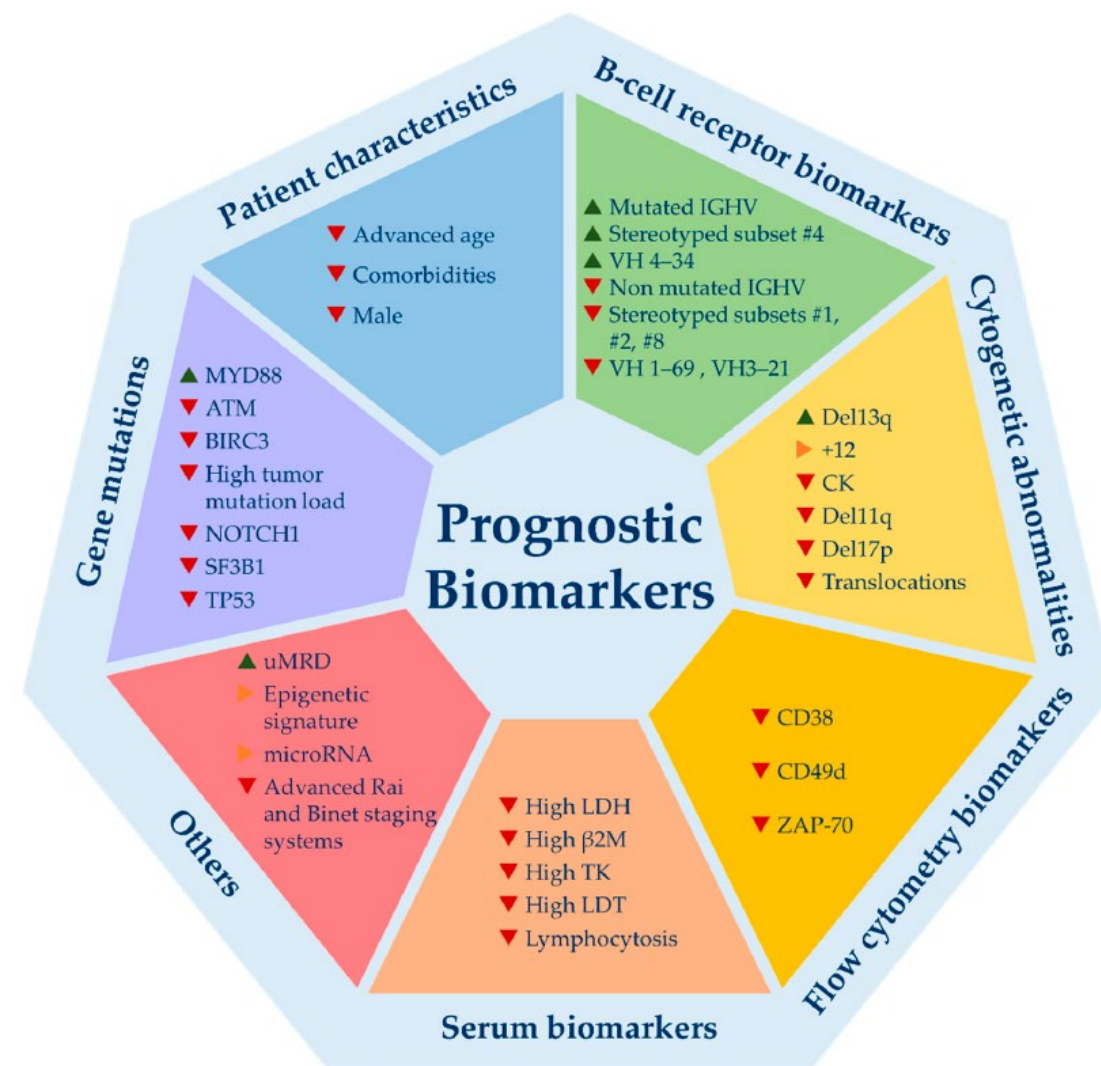 Patient characteristics
Advanced age
Comorbidities
Male
B-cell receptor biomarkers
Mutated IGHV
Stereotyped subset #4
VH 4–34
Non mutated IGHV
Stereotyped subsets #1,
#2, #8
VH 1–69 , VH3–21
Cytogenetic abnormalities
Del13q
+12
CK
Del11q
Del17p
Translocations
Flow cytometry biomarkers
CD38
CD49d
ZAP-70
Serum biomarkers
High LDH
High β2M
High TK
High LDT
Lymphocytosis
Others
uMRD
Epigenetic
signature
microRNA
Advanced Rai
and Binet staging
systems
Gene mutations
MYD88
ATM
BIRC3
High tumor
mutation load
NOTCH1
SF3B1
TP53
Prognostic
Biomarkers